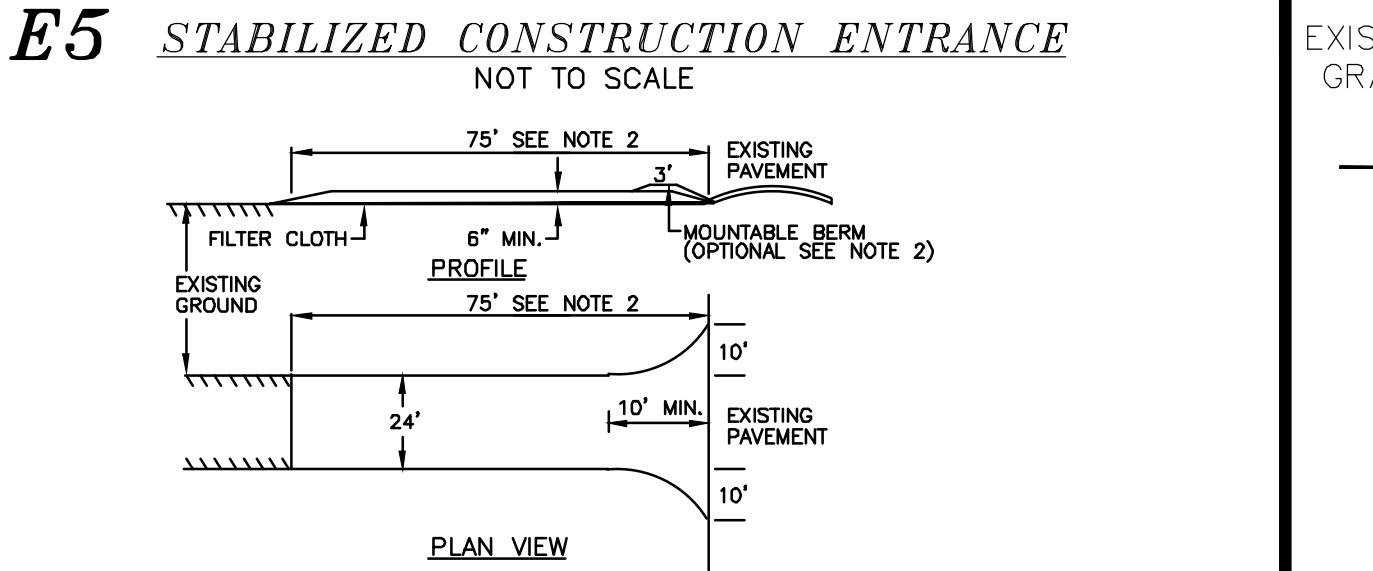 E5 STABILIZED CONSTRUCTION ENTRANCE
NOT TO SCALE
75' SEE NOTE 2
EXISTING
PAVEMENT
3'
FILTER CLOTH
6" MIN.
MOUNTABLE BERM
(OPTIONAL SEE NOTE 2)
PROFILE
EXISTING
GROUND
75' SEE NOTE 2
10'
24'
10' MIN.
EXISTING
PAVEMENT
10'
PLAN VIEW
EXIS
GRA